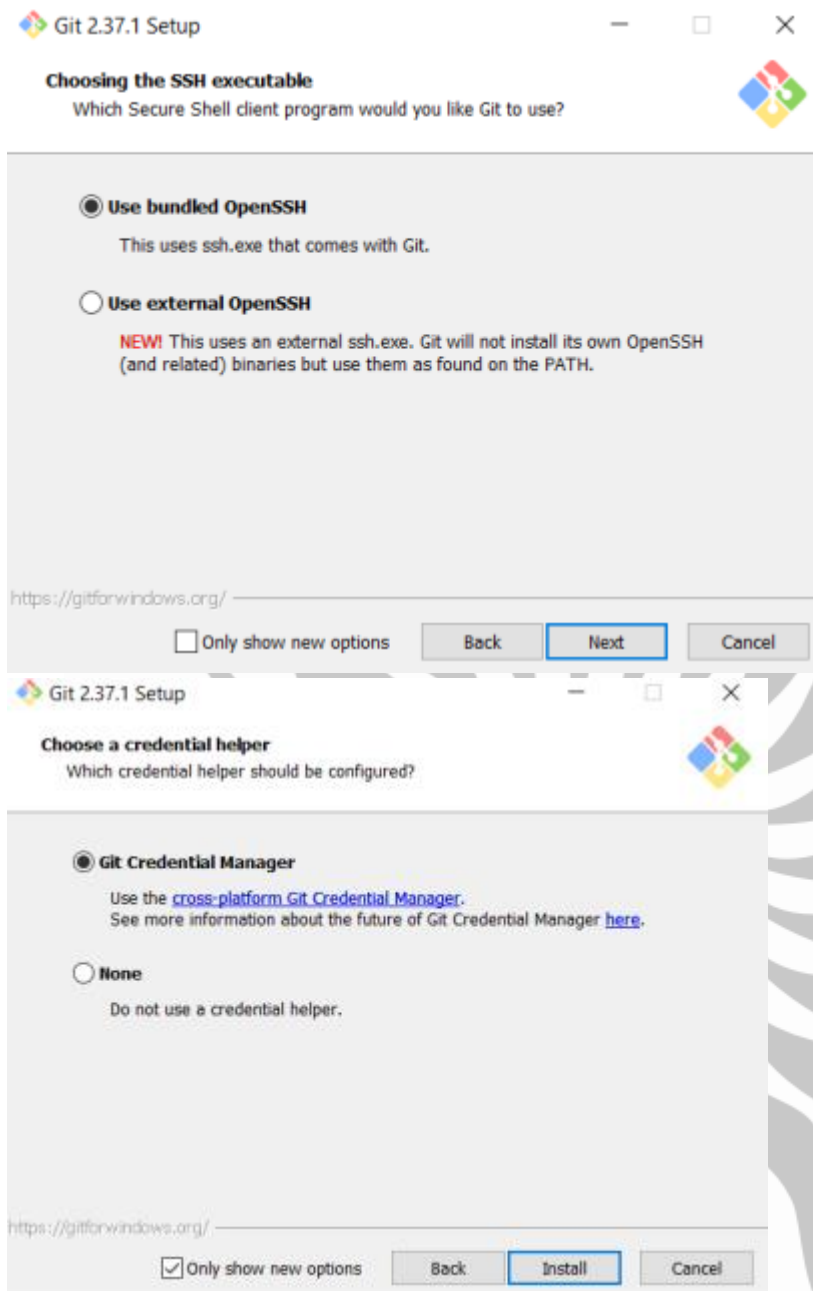 Git 2.37.1 Setup
Choosing the SSH executable
Which Secure Shell client program would you like Git to use?
Use bundled OpenSSH
This uses ssh.exe that comes with Git.
Use external OpenSSH
NEW! This uses an external ssh.exe. Git will not install its own OpenSSH
(and related) binaries but use them as found on the PATH.
https://gitforwindows.org/
Only show new options Back Next Cancel
Git 2.37.1 Setup
Choose a credential helper
Which credential helper should be configured?
Git Credential Manager
Use the cross-platform Git Credential Manager.
See more information about the future of Git Credential Manager here.
None
Do not use a credential helper.
https://gitforwindows.org/
Only show new options Back Install Cancel